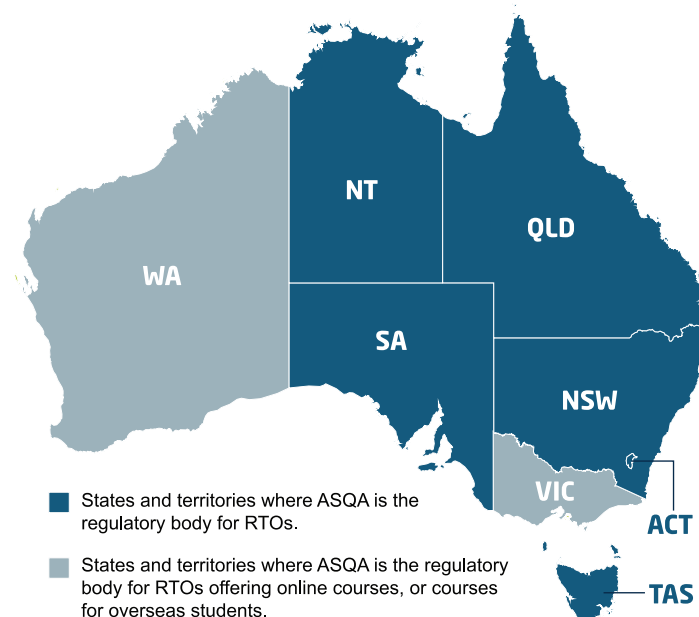 NT
QLD
WA
SA
NSW
VIC
ACT
TAS
States and territories where ASQA is the
regulatory body for RTOs.
States and territories where ASQA is the regulatory
body for RTOs offering online courses, or courses
for overseas students.